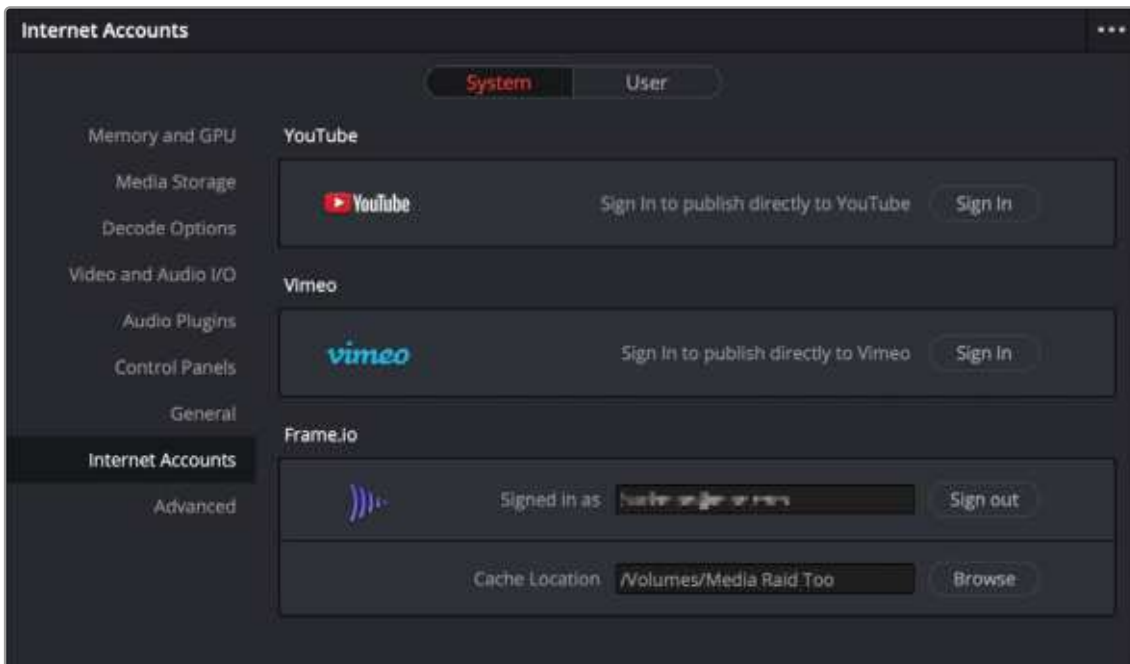 Internet Accounts
System User
Memory and GPU
Media Storage
Decode Options
Video and Audio I/O
Audio Plugins
Control Panels
General
Internet Accounts
Advanced
YouTube
YouTube Sign In to publish directly to YouTube Sign In
Vimeo
vimeo Sign In to publish directly to Vimeo Sign In
Frame.io
Signed in as Sign out
Cache Location /Volumes/Media Raid Too Browse